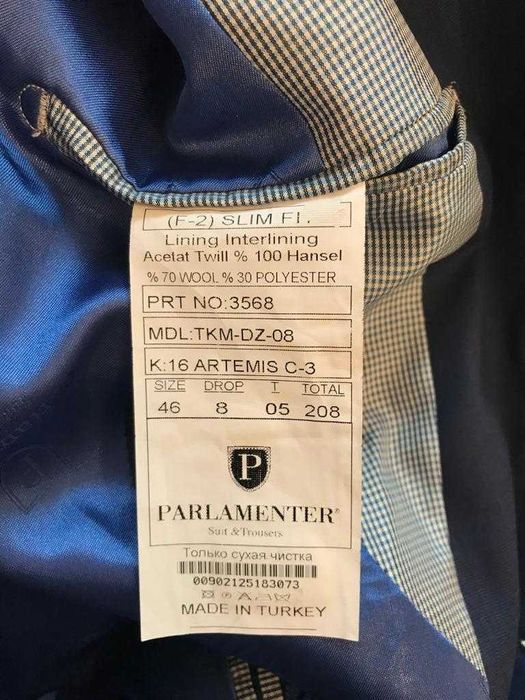 (F-2) SLIM FI.
Lining Interlining
Acelat Twill % 100 Hansel
% 70 WOOL % 30 POLYESTER
PRT NO:3568
MDL:TKM-DZ-08
K:16 ARTEMIS C-3
SIZE DROP T TOTAL
46 8 05 208
P
PARLAMENTER®
Suit & Trousers
Только сухая чистка
00902125183073
MADE IN TURKEY